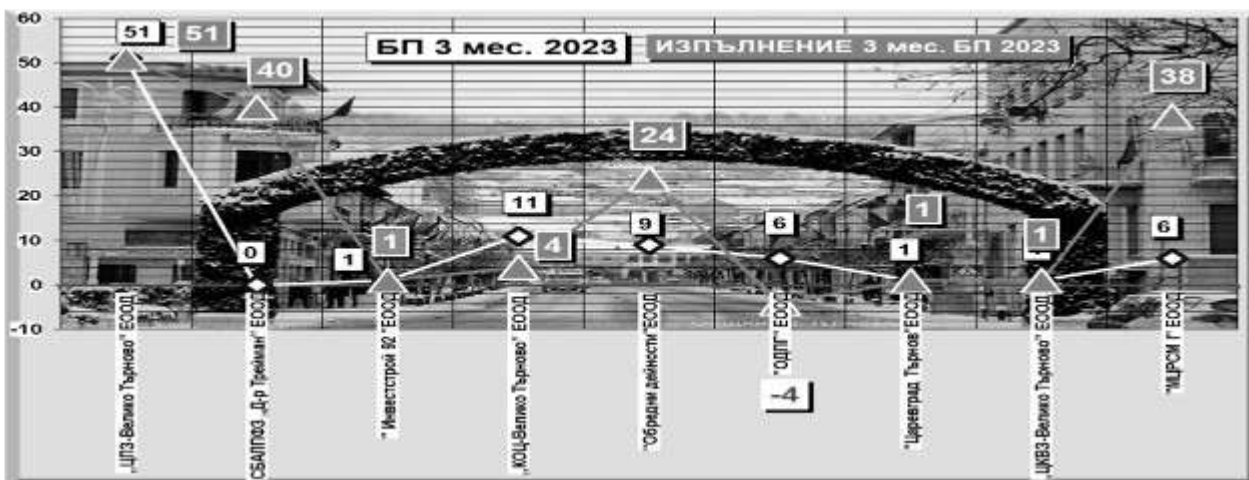 60
50
40
30
20
10
0
-10
БП 3 мес. 2023
ИЗПЪЛНЕНИЕ 3 мес. БП 2023
51
51
40
0
1
1
11
4
9
24
6
-4
1
1
1
6
38
„ЦПЗ-Велико Търново" ЕООД
СБАЛПФЗ „Д-р Трейман" ЕООД
" Инвестстрой 92 "ЕООД
„КОЦ-Велико Търново" ЕООД
"Обредни дейности"ЕООД
"ОДПГ" ЕООД
"Царевград Търнов"ЕООД
„ЦКВЗ-Велико Търново" ЕООД
"МЦРСМ I" ЕООД